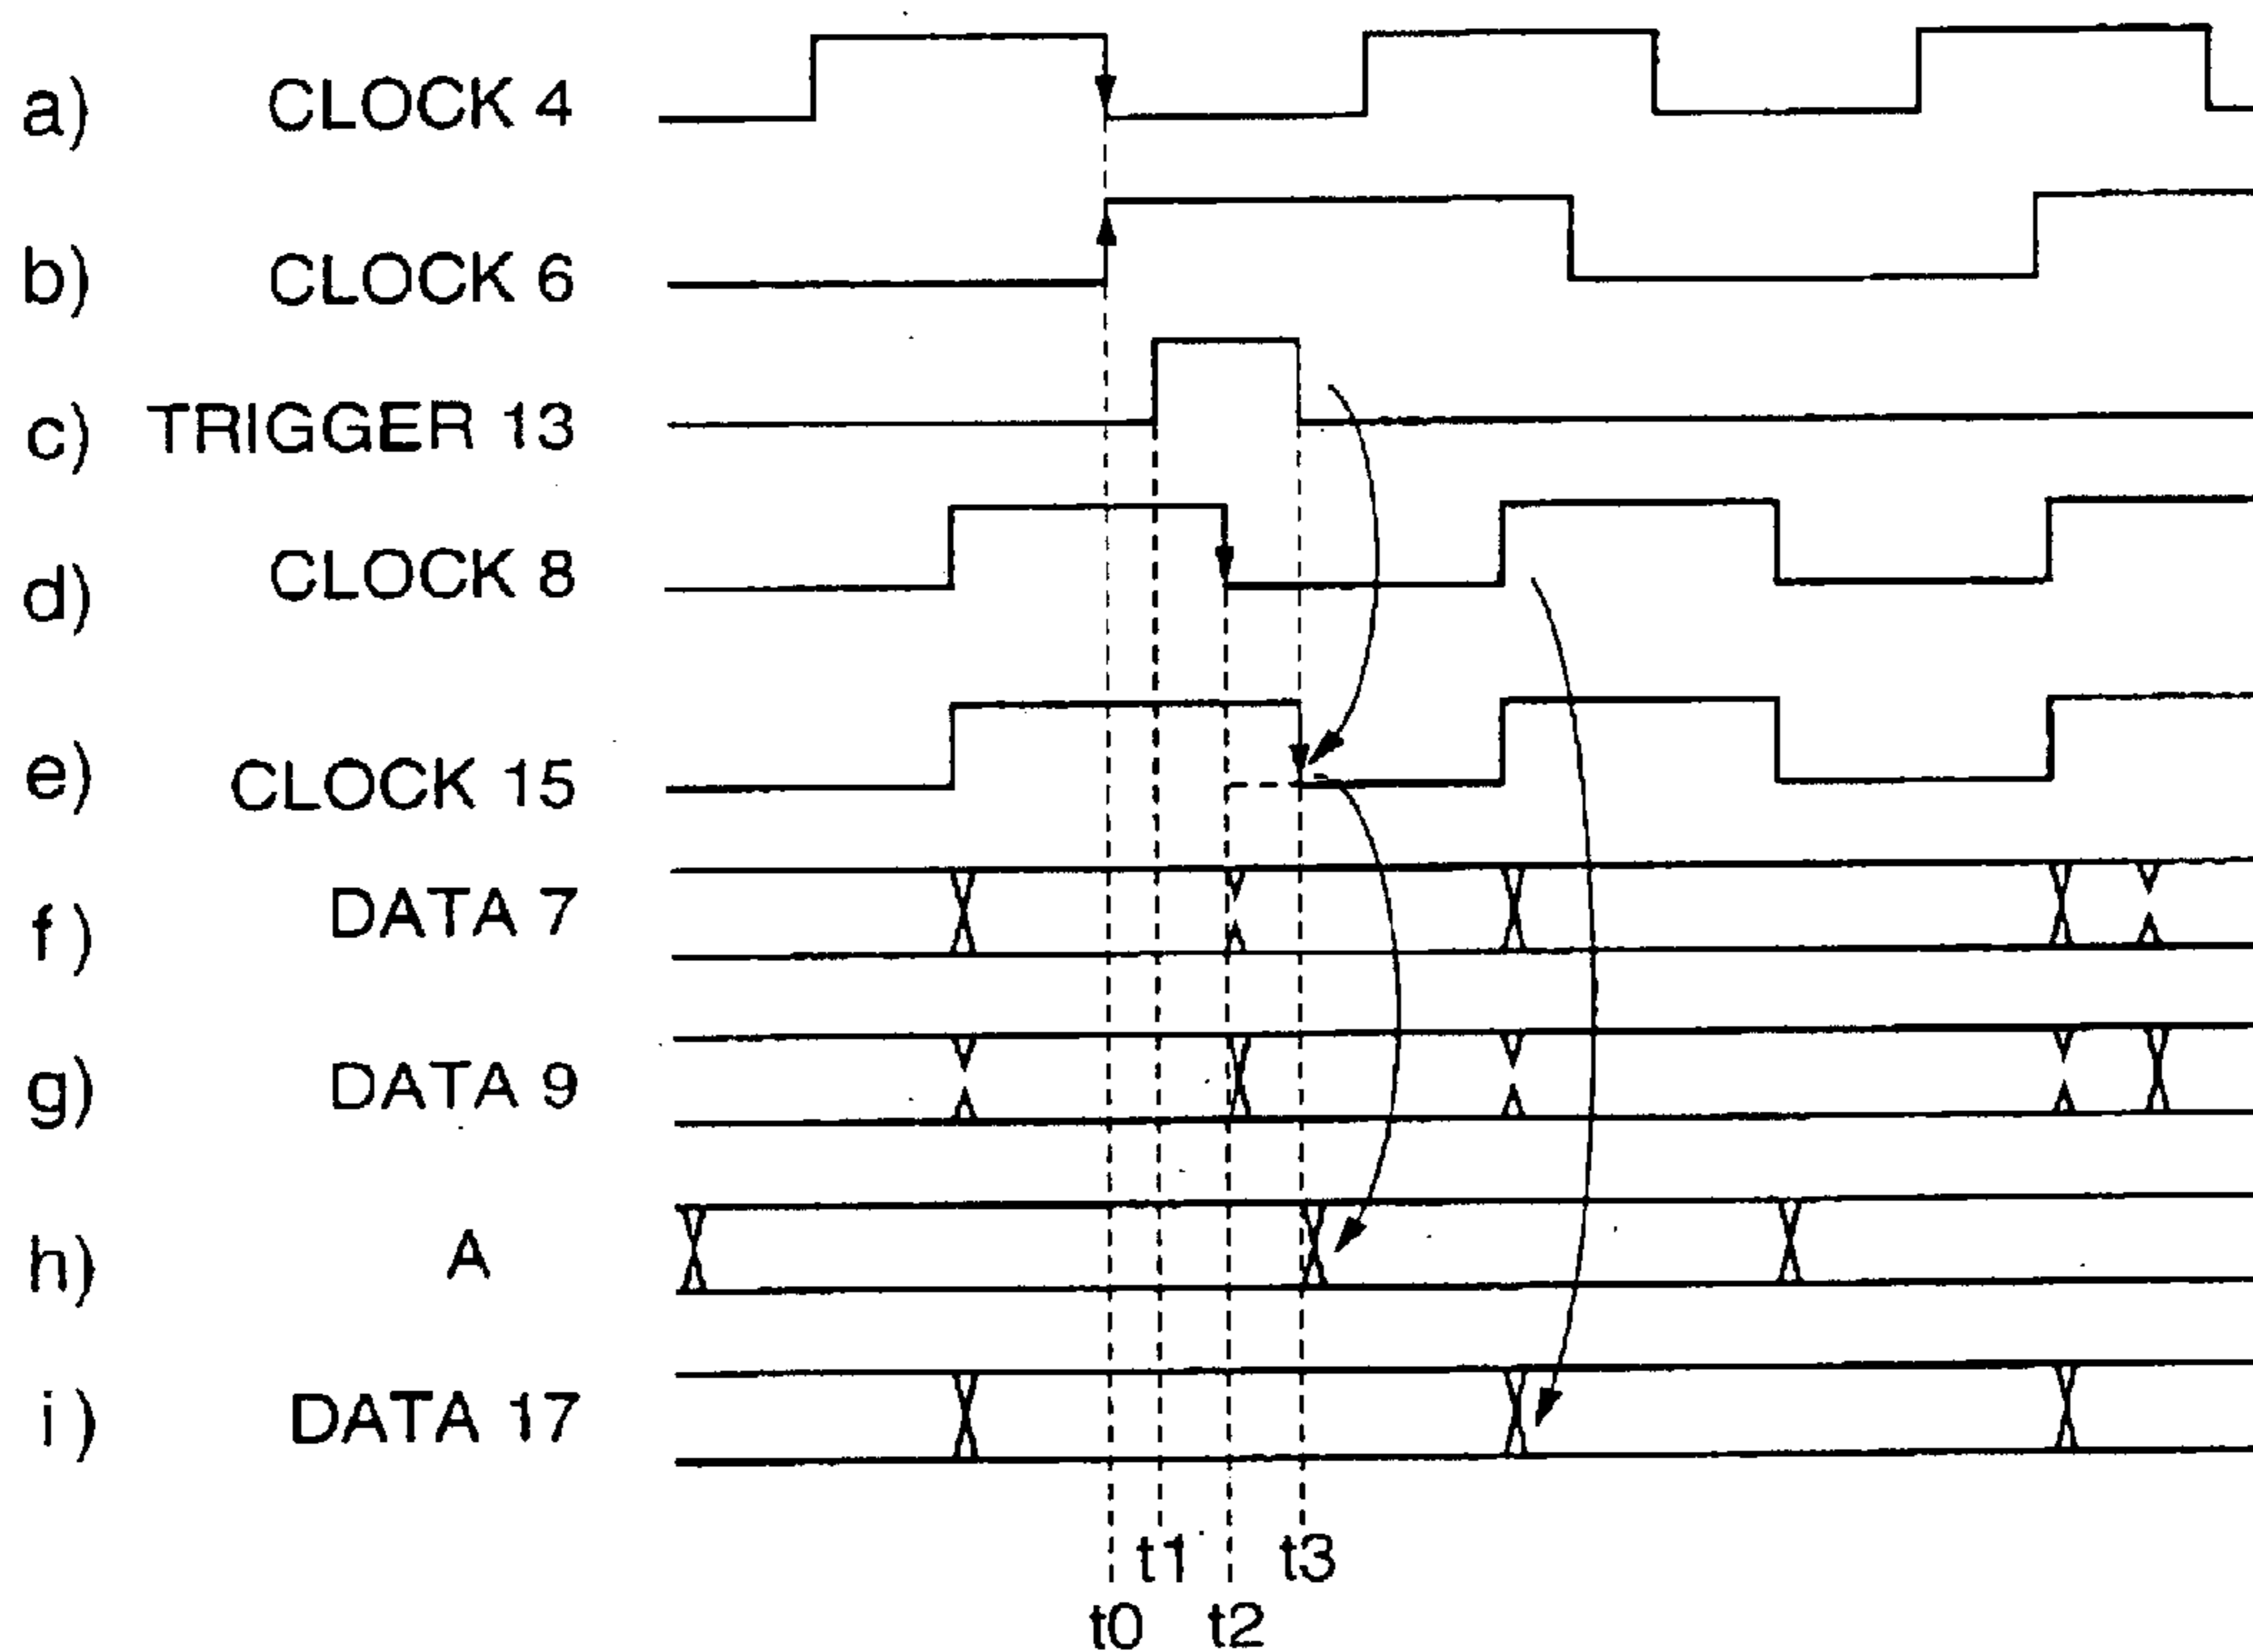 a) CLOCK 4
b) CLOCK 6
c) TRIGGER 13
d) CLOCK 8
e) CLOCK 15
f) DATA 7
g) DATA 9
h) A
i) DATA 17
t1 t3
t0 t2